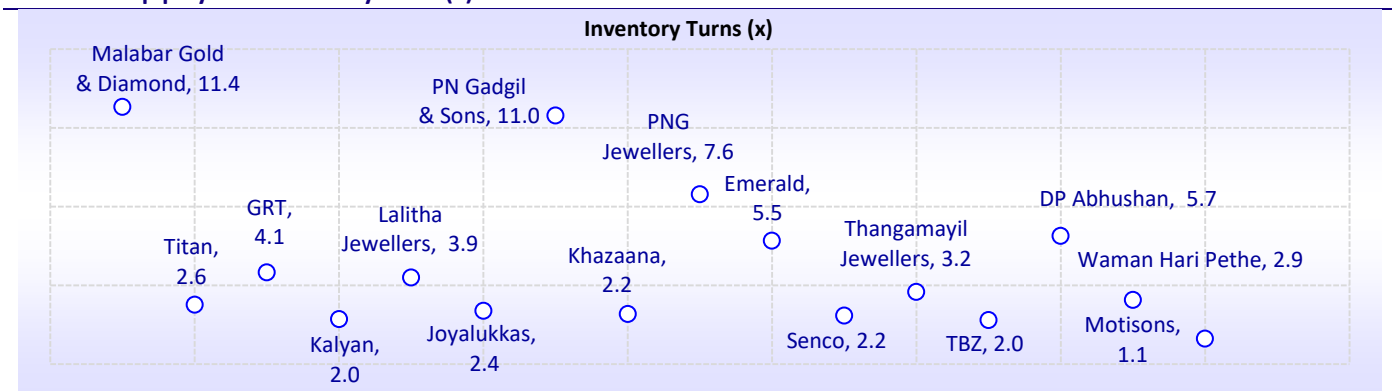 Inventory Turns (x)
Malabar Gold
& Diamond, 11.4
Titan,
2.6
GRT,
4.1
Kalyan,
2.0
Lalitha
Jewellers,  3.9
Joyalukkas,
2.4
PN Gadgil
& Sons, 11.0
Khazaana,
2.2
PNG
Jewellers, 7.6
Emerald,
5.5
Senco, 2.2
Thangamayil
Jewellers, 3.2
TBZ, 2.0
DP Abhushan,  5.7
Waman Hari Pethe, 2.9
Motisons,
1.1